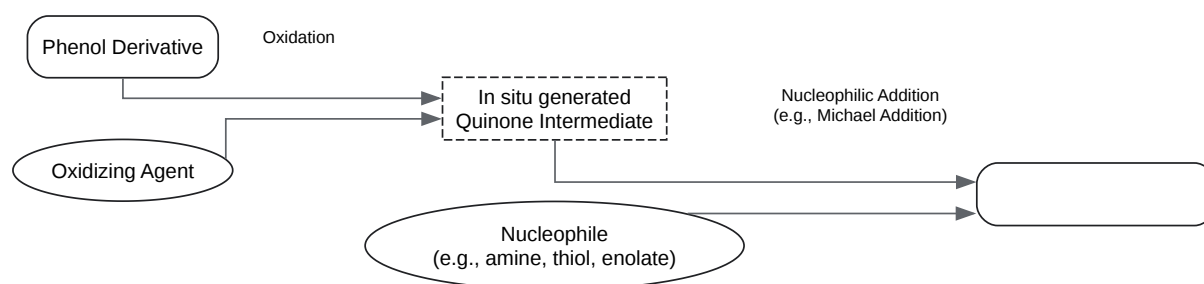 Phenol Derivative
Oxidation
In situ generated
Quinone Intermediate
Nucleophilic Addition
(e.g., Michael Addition)
Oxidizing Agent
Nucleophile
(e.g., amine, thiol, enolate)